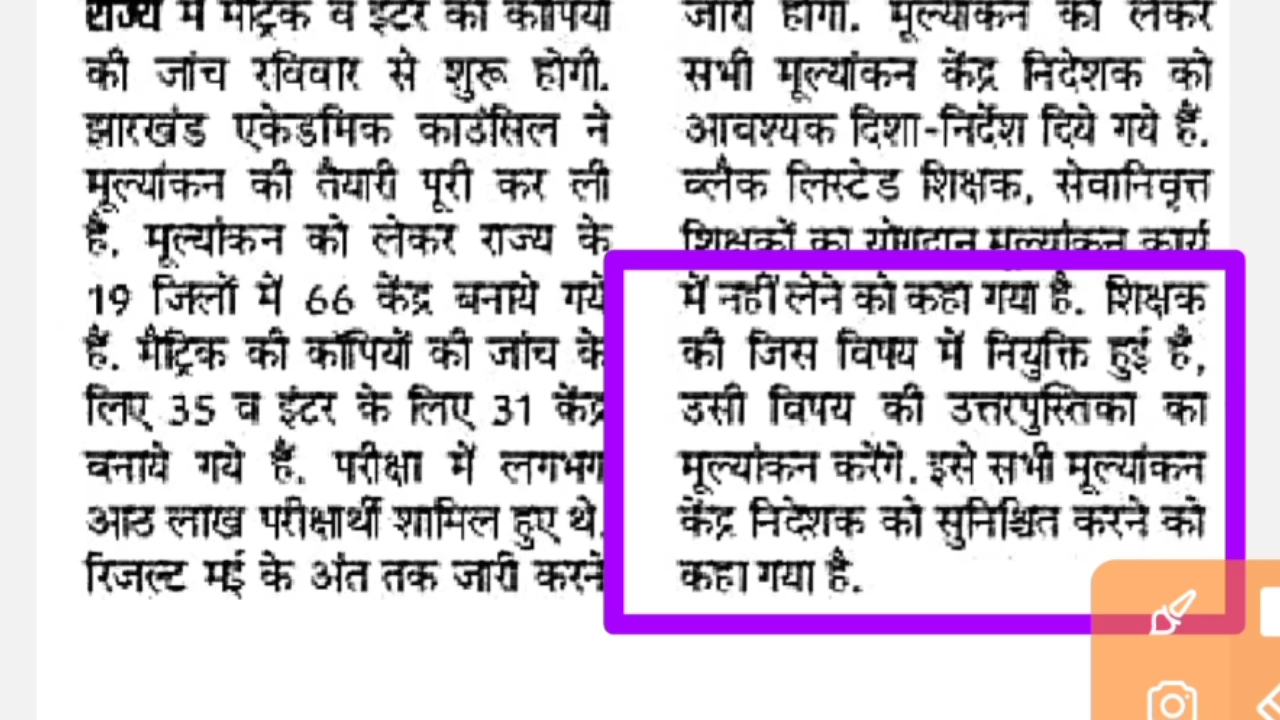 राज्य में मैट्रिक व इंटर की कॉपियों
की जांच रविवार से शुरू होगी.
झारखंड एकेडमिक काउंसिल ने
मूल्यांकन की तैयारी पूरी कर ली
है. मूल्यांकन को लेकर राज्य के
19 जिलों में 66 केंद्र बनाये गये
हैं. मैट्रिक की कॉपियों की जांच के
लिए 35 व इंटर के लिए 31 केंद्र
बनाये गये हैं. परीक्षा में लगभग
आठ लाख परीक्षार्थी शामिल हुए थे.
रिजल्ट मई के अंत तक जारी करने
जारी होगा. मूल्यांकन को लेकर
सभी मूल्यांकन केंद्र निदेशक को
आवश्यक दिशा-निर्देश दिये गये हैं.
ब्लैक लिस्टेड शिक्षक, सेवानिवृत्त
शिक्षकों का योगदान मूल्यांकन कार्य
में नहीं लेने को कहा गया है. शिक्षक
की जिस विषय में नियुक्ति हुई है,
उसी विषय की उत्तरपुस्तिका का
मूल्यांकन करेंगे. इसे सभी मूल्यांकन
केंद्र निदेशक को सुनिश्चित करने को
कहा गया है.